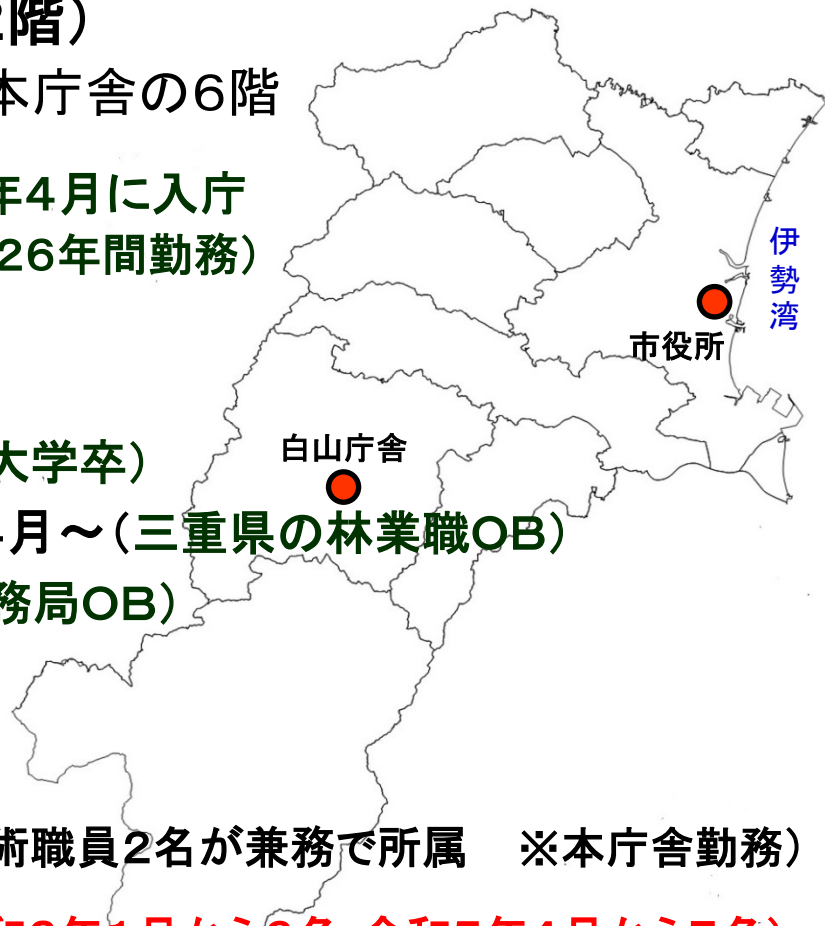 階）
本庁舎の６階
年４月に入庁
２６年間勤務）
伊勢湾
市役所
大学卒）
白山庁舎
月～（三重県の林業職ＯＢ）
務局ＯＢ）
術職員２名が兼務で所属　※本庁舎勤務）